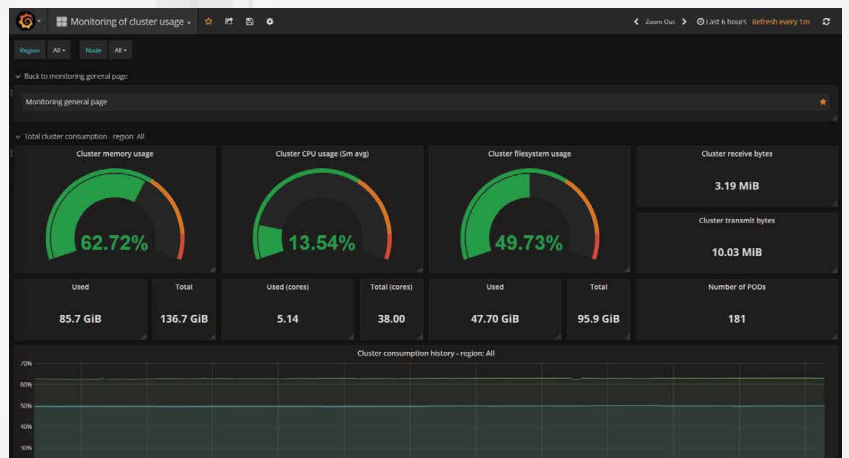 Monitoring of cluster usage
Zoom Out
Last 6 hours Refresh every 1m
Region All
Node All
Back to monitoring general page
Monitoring general page
Total cluster consumption - region: All
Cluster memory usage
Cluster CPU usage (5m avg)
Cluster filesystem usage
Cluster receive bytes
62.72%
13.54%
49.73%
3.19 MiB
Cluster transmit bytes
10.03 MiB
Used
Total
Used (cores)
Total (cores)
Used
Total
Number of PODs
85.7 GiB
136.7 GiB
5.14
38.00
47.70 GiB
95.9 GiB
181
Cluster consumption history - region: All
70%
60%
50%
40%
30%